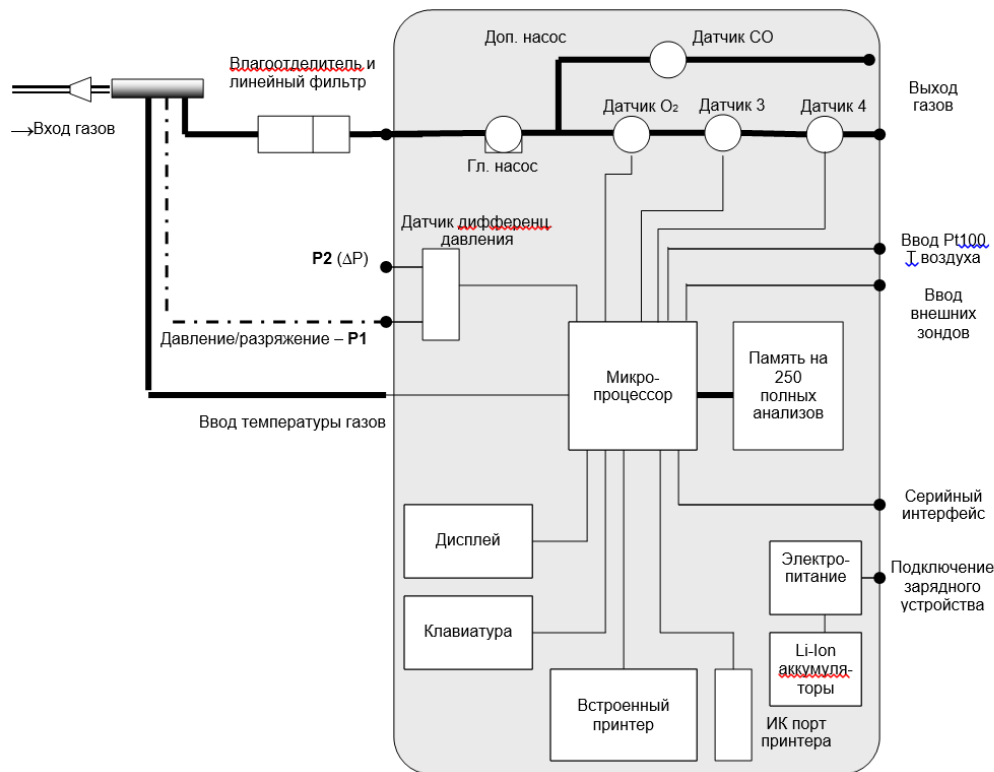 Доп. насос
Датчик СО
Влагоотделитель и
линейный фильтр
Выход
газов
→Вход газов
Датчик О₂
Датчик 3
Датчик 4
Гл. насос
Датчик дифференц
давления
P2 (ΔP)
Ввод Pt100
Т воздуха
Ввод
внешних
зондов
Давление/разряжение – P1
Микро-
процессор
Память на
250
полных
анализов
Ввод температуры газов
Серийный
интерфейс
Дисплей
Электро-
питание
Подключение
зарядного
устройства
Клавиатура
Li-Ion
аккумуля-
торы
Встроенный
принтер
ИК порт
принтера